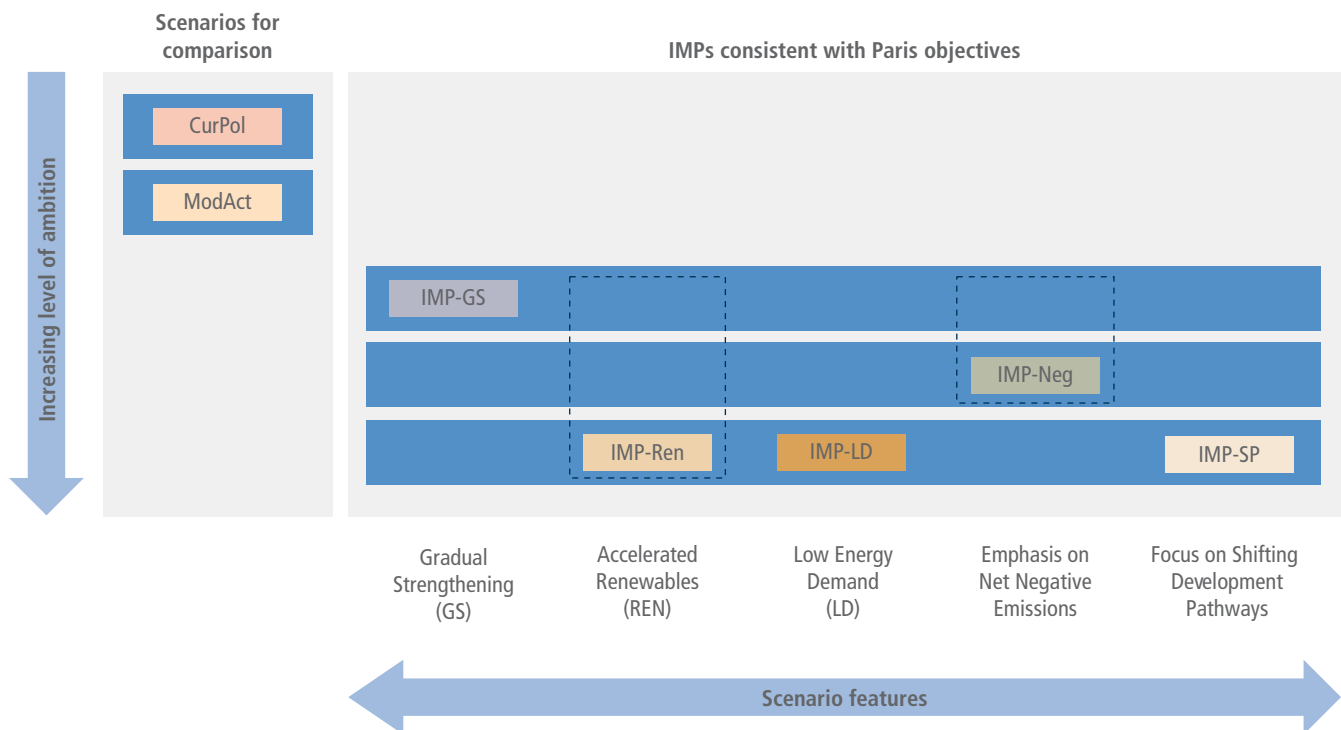 Scenarios for
comparison
IMPs consistent with Paris objectives
Increasing level of ambition
CurPol
ModAct
IMP-GS
IMP-Neg
IMP-Ren
IMP-LD
IMP-SP
Gradual
Strengthening
(GS)
Accelerated
Renewables
(REN)
Low Energy
Demand
(LD)
Emphasis on
Net Negative
Emissions
Focus on Shifting
Development
Pathways
Scenario features